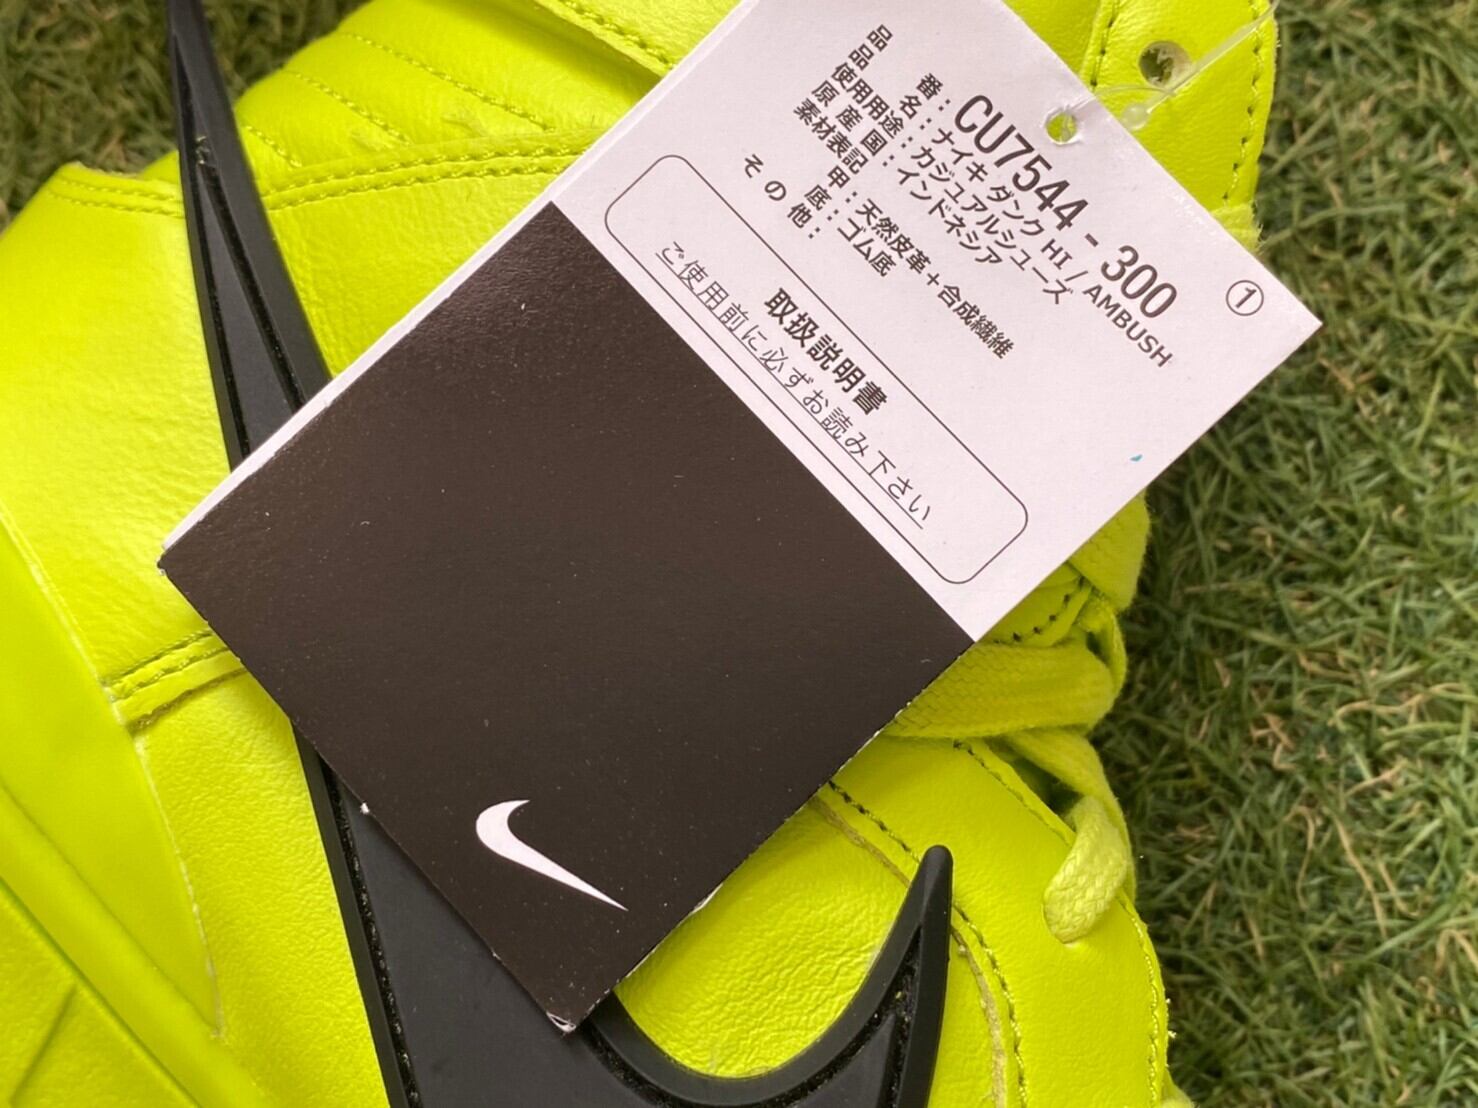 品番：CU7544-300
品名：ナイキ ダンク HI / AMBUSH
使用用途：カジュアルシューズ
原産国：インドネシア
素材表記
甲：天然皮革＋合成繊維
底：ゴム底
その他：
①
取扱説明書
ご使用前に必ずお読み下さい